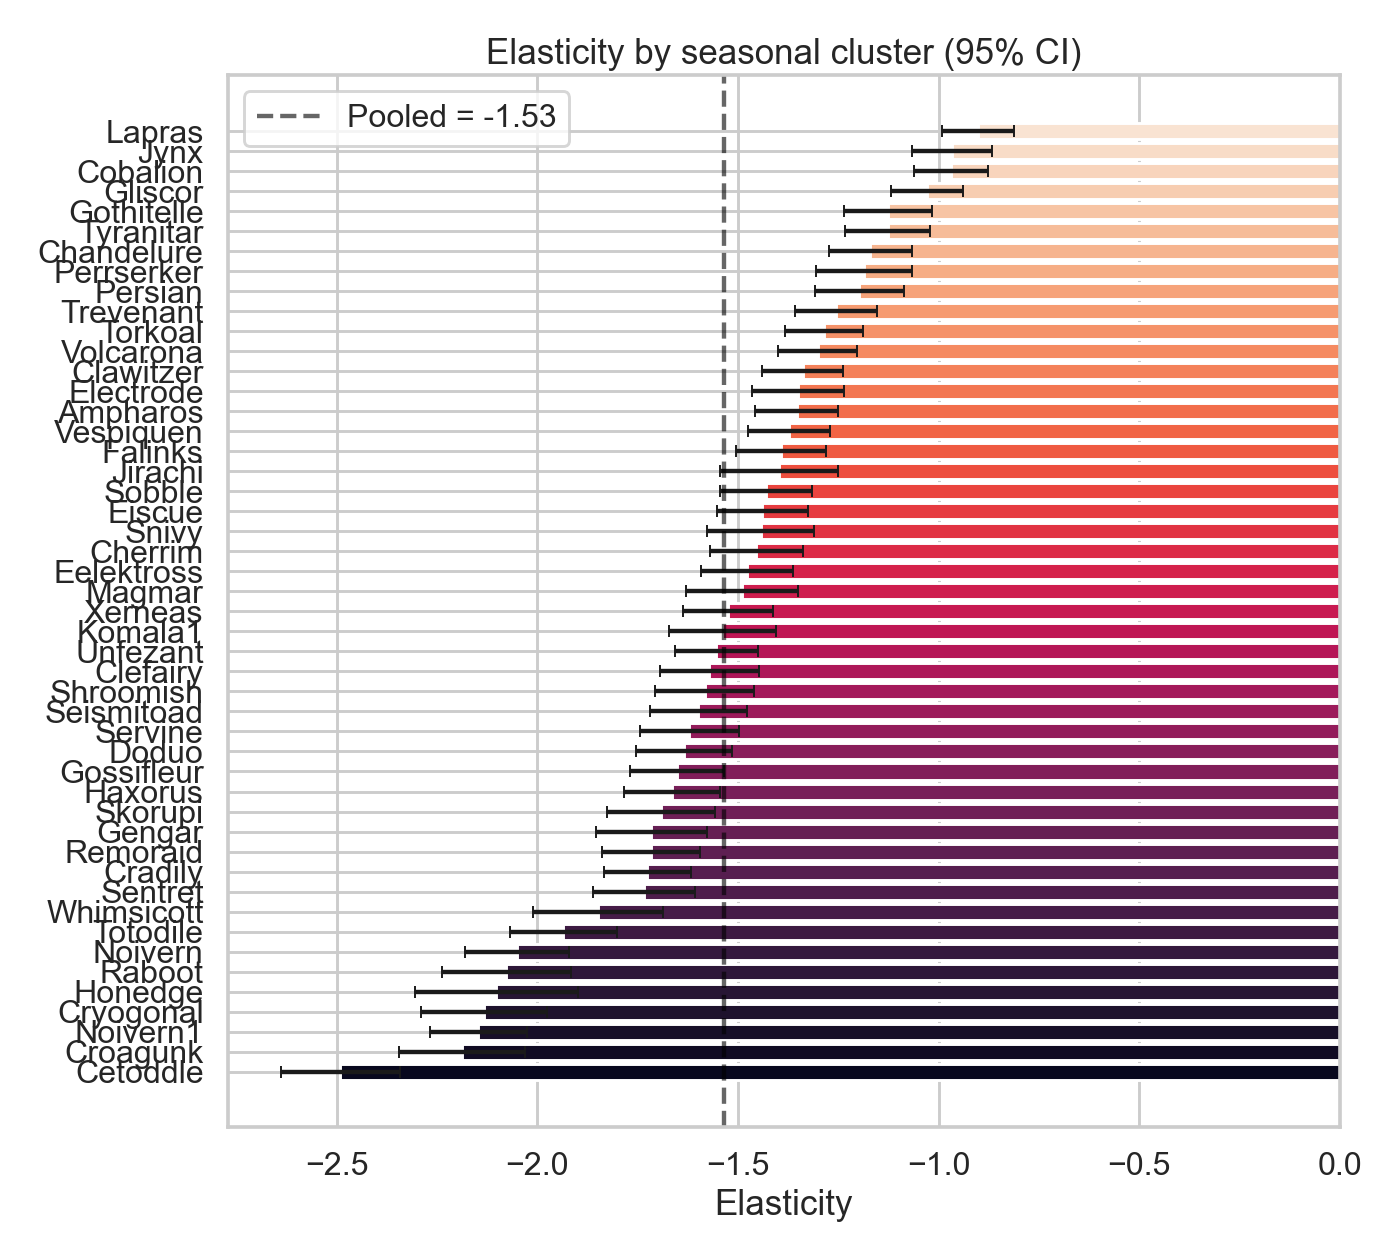 Elasticity by seasonal cluster (95% CI)
Pooled = -1.53
Lapras
Jynx
Cobalion
Gliscor
Gothitelle
Tyranitar
Chandelure
Perrserker
Persian
Trevenant
Torkoal
Volcarona
Clawitzer
Electrode
Ampharos
Vespiquen
Falinks
Jirachi
Sobble
Eiscue
Snivy
Cherrim
Eelektross
Magmar
Xerneas
Komala1
Unfezant
Clefairy
Shroomish
Seismitoad
Servine
Doduo
Gossifleur
Haxorus
Skorupi
Gengar
Remoraid
Cradily
Sentret
Whimsicott
Totodile
Noivern
Raboot
Honedge
Cryogonal
Noivern1
Croagunk
Cetoddle
−2.5 −2.0 −1.5 −1.0 −0.5 0.0
Elasticity